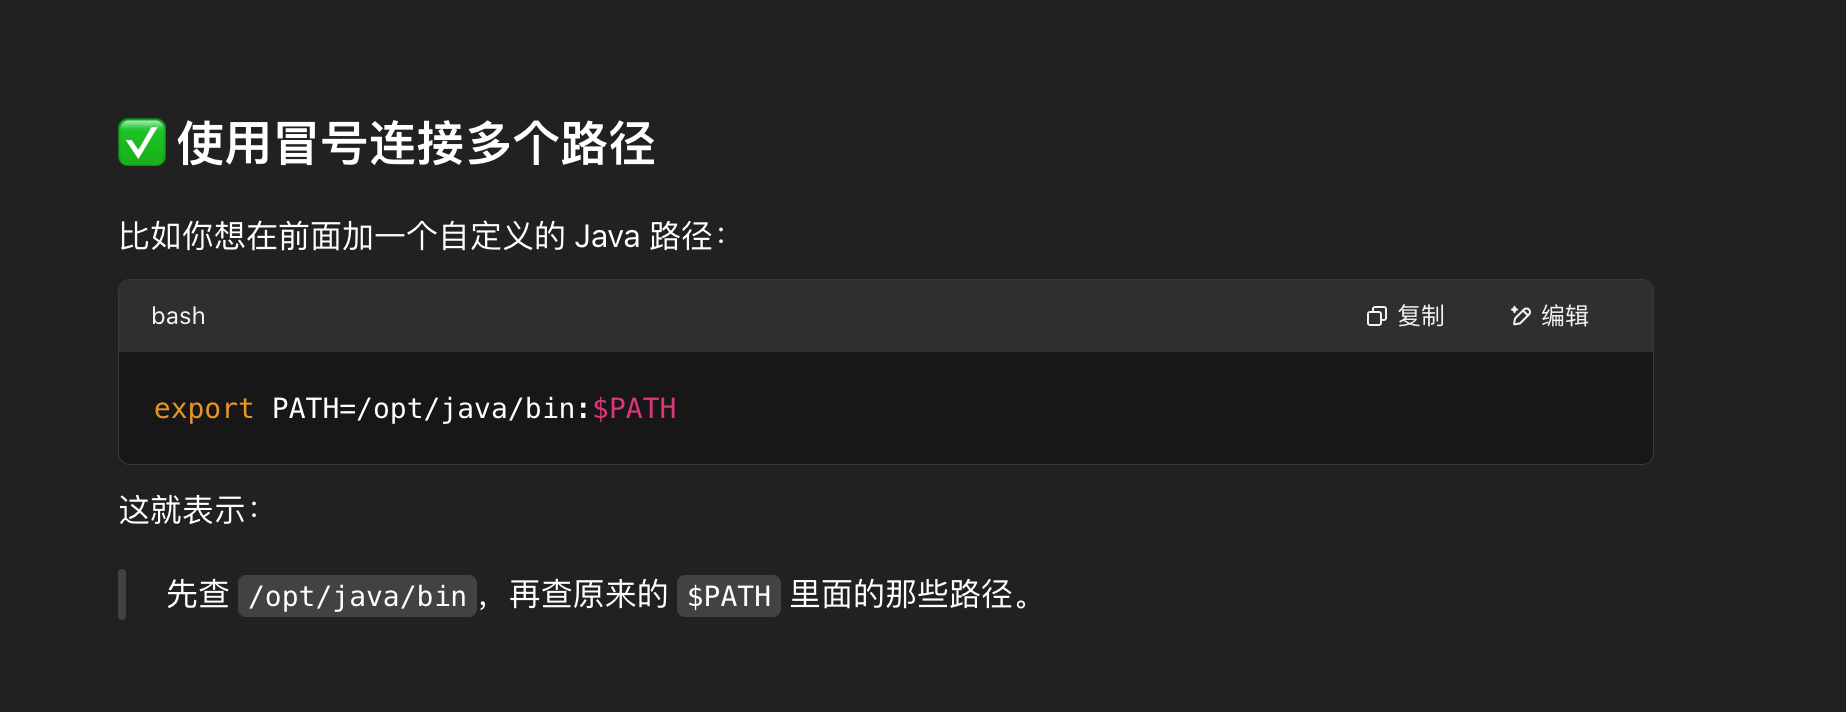 ✅ 使用冒号连接多个路径
比如你想在前面加一个自定义的 Java 路径：
bash 复制 编辑
export PATH=/opt/java/bin:$PATH
这就表示：
先查 /opt/java/bin，再查原来的 $PATH 里面的那些路径。